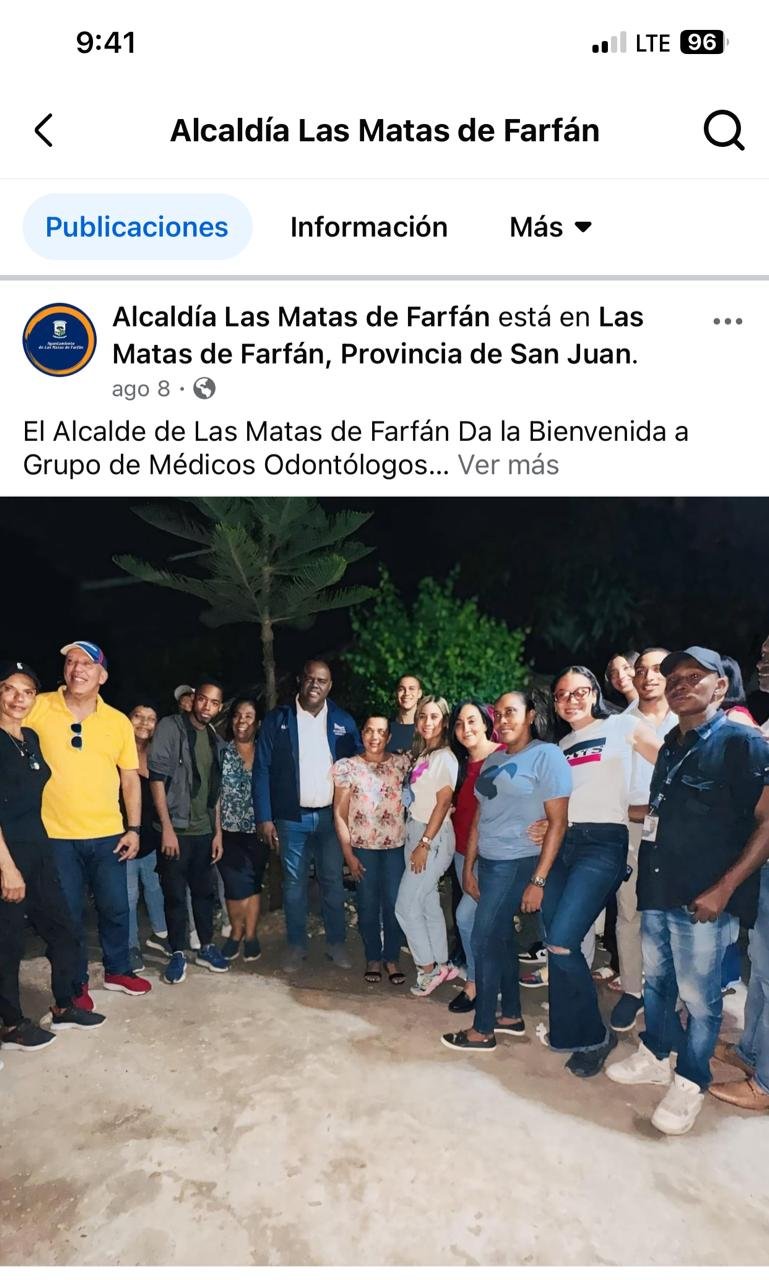 9:41
LTE 96
Alcaldía Las Matas de Farfán
Publicaciones Información Más
Alcaldía Las Matas de Farfán está en Las
Matas de Farfán, Provincia de San Juan.
ago 8 ·
El Alcalde de Las Matas de Farfán Da la Bienvenida a
Grupo de Médicos Odontólogos... Ver más